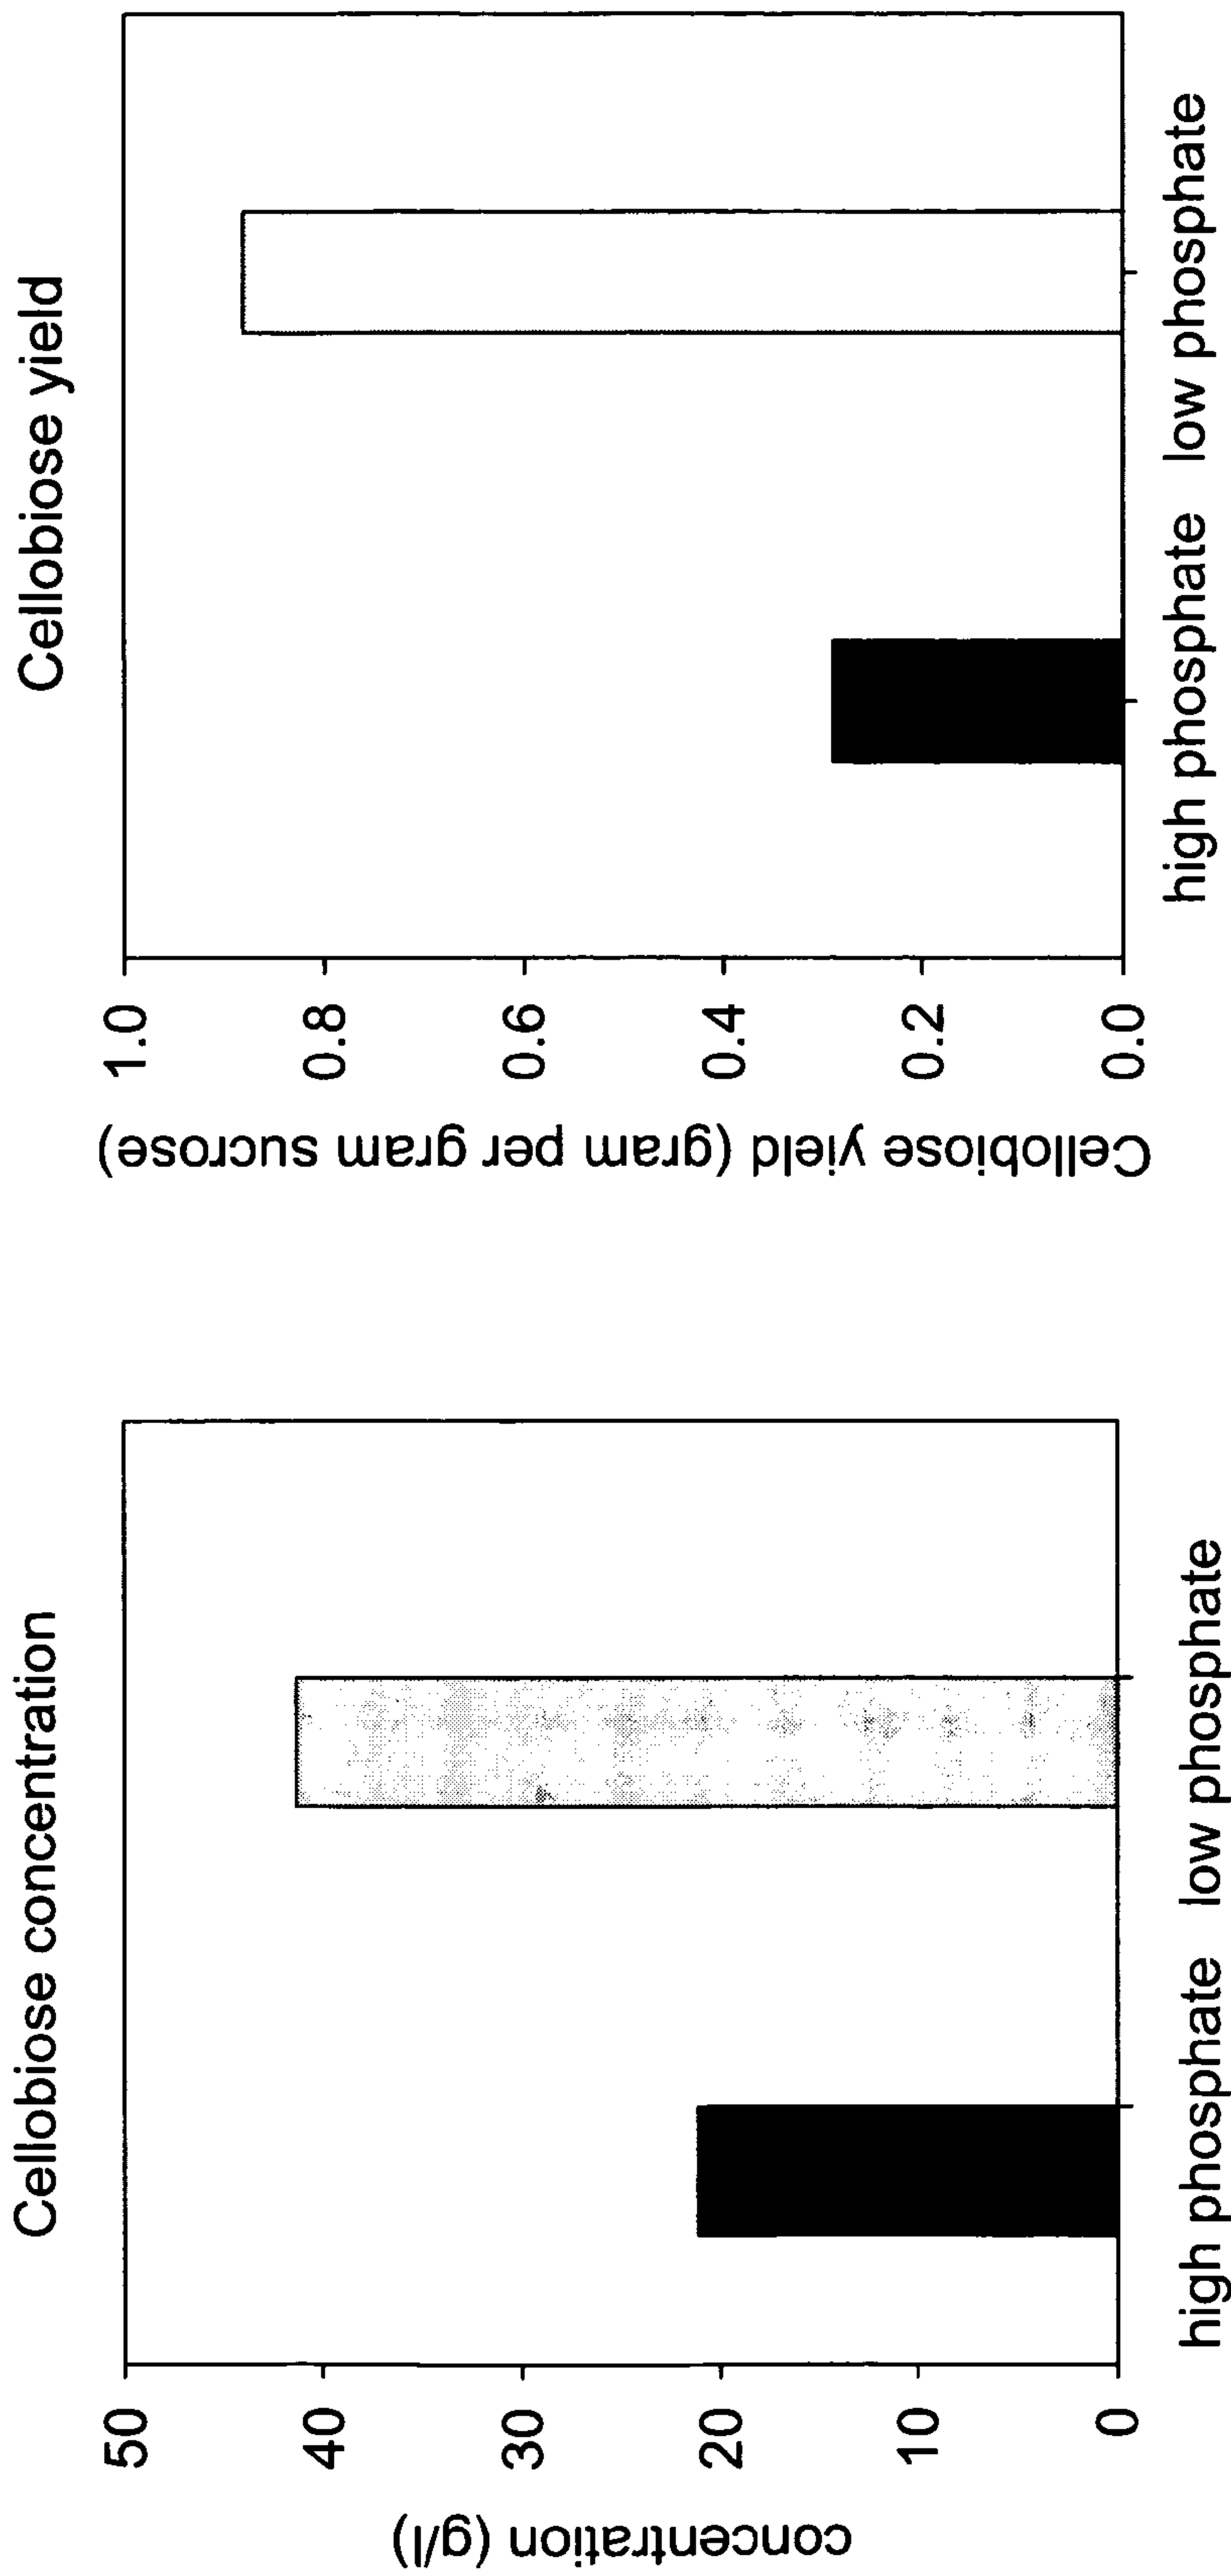 Cellobiose concentration
concentration (g/l)
50
40
30
20
10
0
high phosphate low phosphate
Cellobiose yield
Cellobiose yield (gram per gram sucrose)
1.0
0.8
0.6
0.4
0.2
0.0
high phosphate low phosphate